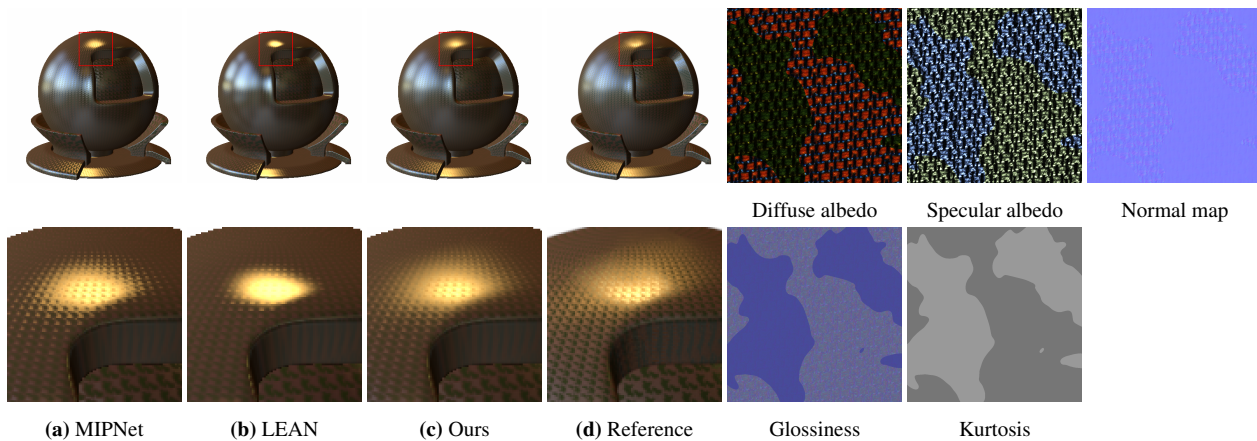 Diffuse albedo
Specular albedo
Normal map
(a) MIPNet
(b) LEAN
(c) Ours
(d) Reference
Glossiness
Kurtosis